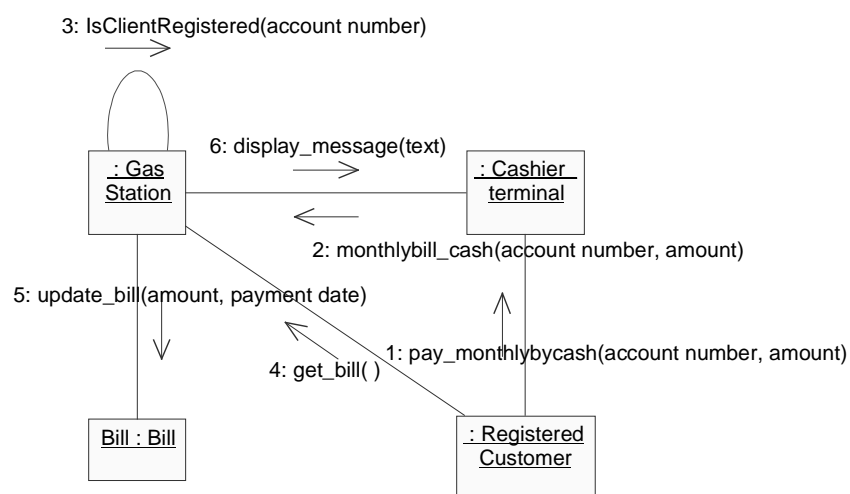 3: IsClientRegistered(account number)
6: display_message(text)
: Gas
Station
: Cashier
terminal
2: monthlybill_cash(account number, amount)
5: update_bill(amount, payment date)
1: pay_monthlybycash(account number, amount)
4: get_bill( )
Bill : Bill
: Registered
Customer